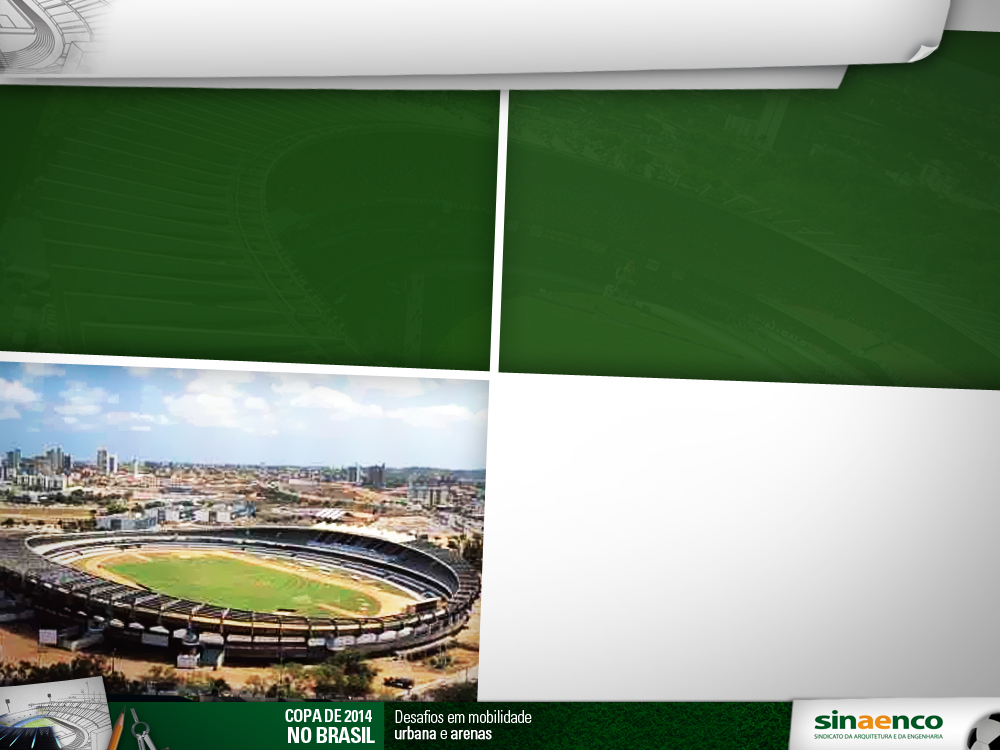 COPA DE 2014
NO BRASIL
Desafios em mobilidade
urbana e arenas
sinaenco
SINDICATO DA ARQUITETURA E DA ENGENHARIA